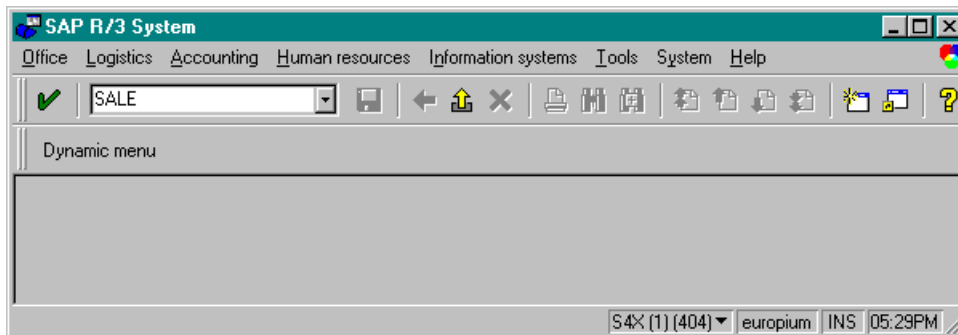 SAP R/3 System
Office Logistics Accounting Human resources Information systems Tools System Help
SALE
Dynamic menu
S4X (1) (404) europium INS 05:29PM